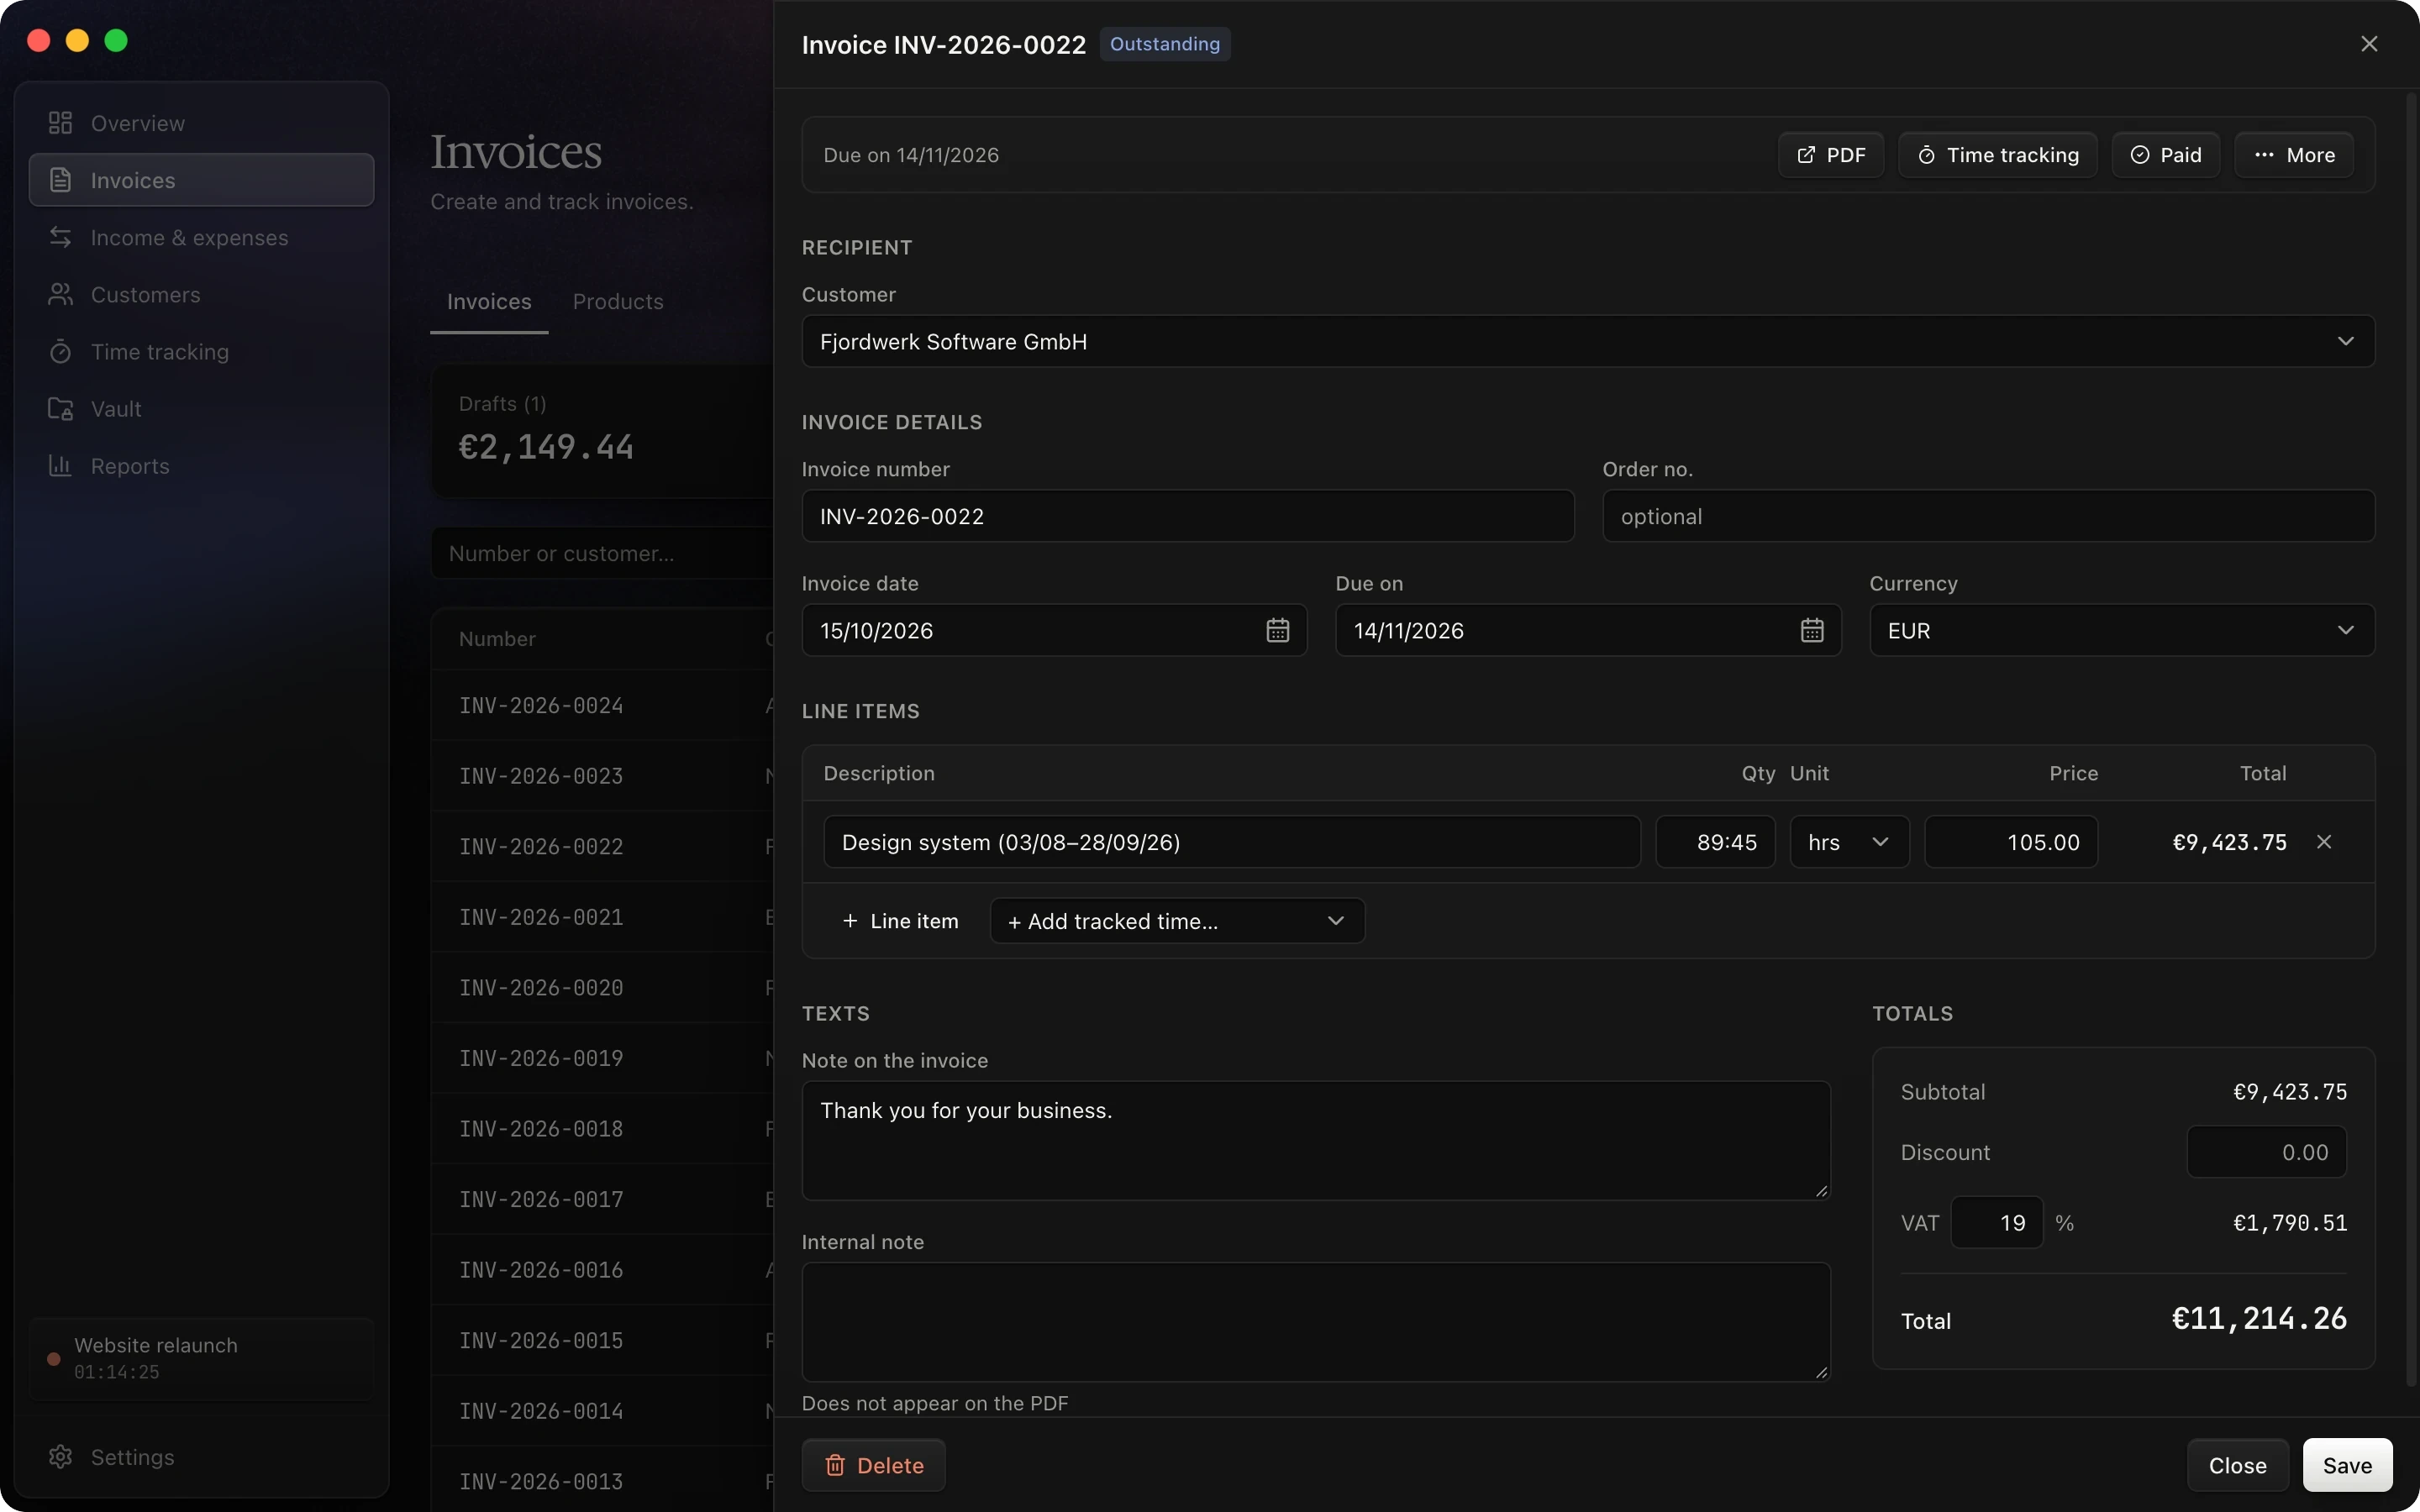 Overview
Invoices
Income & expenses
Customers
Time tracking
Vault
Reports
Website relaunch
01:14:25
Settings
Invoices
Create and track invoices.
Invoices Products
Drafts (1)
€2,149.44
Number or customer...
Number
INV-2026-0024
INV-2026-0023
INV-2026-0022
INV-2026-0021
INV-2026-0020
INV-2026-0019
INV-2026-0018
INV-2026-0017
INV-2026-0016
INV-2026-0015
INV-2026-0014
INV-2026-0013
Invoice INV-2026-0022 Outstanding
Due on 14/11/2026 PDF Time tracking Paid More
RECIPIENT
Customer
Fjordwerk Software GmbH
INVOICE DETAILS
Invoice number Order no.
INV-2026-0022 optional
Invoice date Due on Currency
15/10/2026 14/11/2026 EUR
LINE ITEMS
Description Qty Unit Price Total
Design system (03/08–28/09/26) 89:45 hrs 105.00 €9,423.75
+ Line item + Add tracked time...
TEXTS
Note on the invoice
Thank you for your business.
Internal note
Does not appear on the PDF
TOTALS
Subtotal €9,423.75
Discount 0.00
VAT 19 % €1,790.51
Total €11,214.26
Delete Close Save